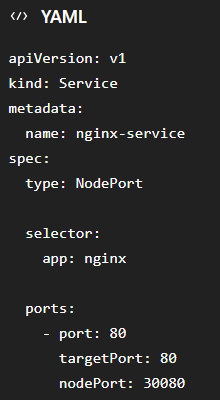 </> YAML
apiVersion: v1
kind: Service
metadata:
  name: nginx-service
spec:
  type: NodePort

  selector:
    app: nginx

  ports:
    - port: 80
      targetPort: 80
      nodePort: 30080